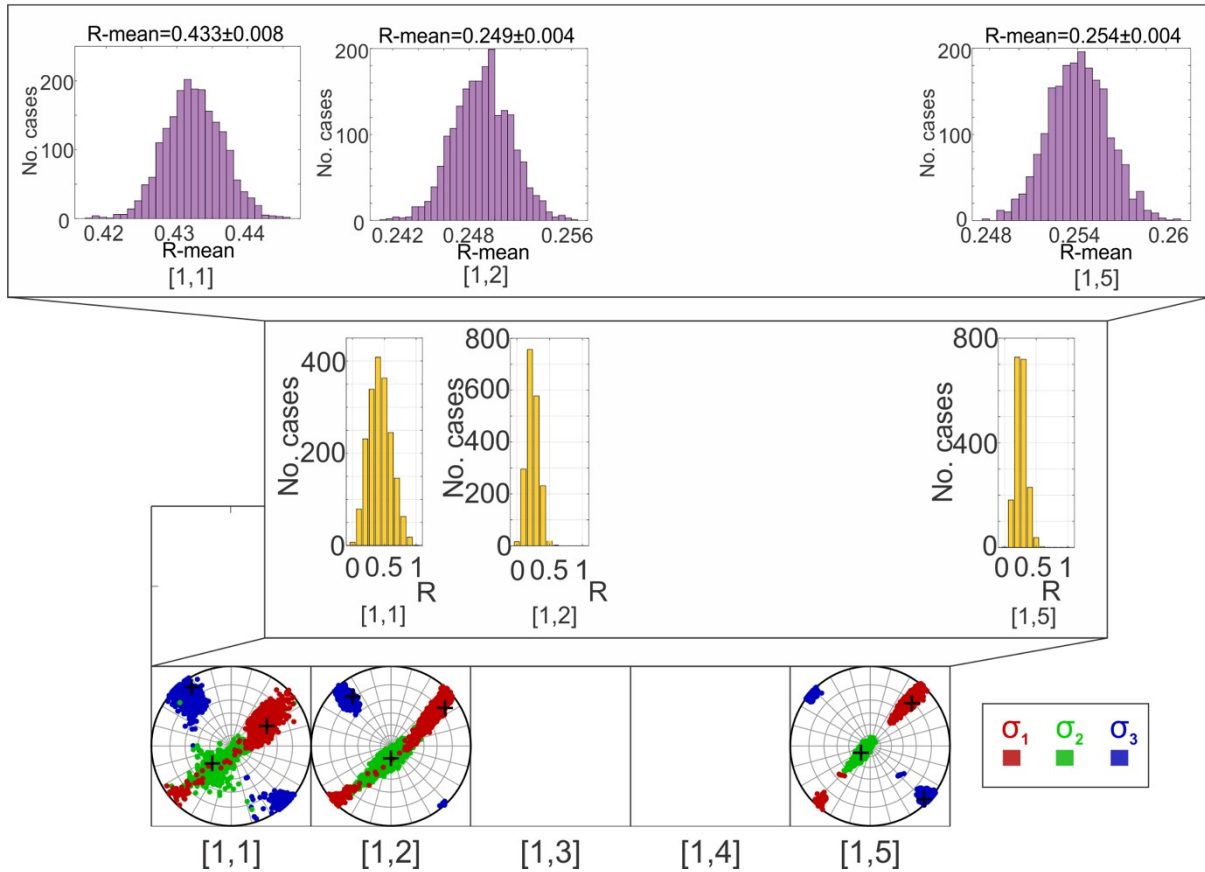 R-mean=0.433±0.008
No. cases
200
100
0
0.42 0.43 0.44
R-mean
[1,1]
R-mean=0.249±0.004
No. cases
200
100
0
0.242 0.248 0.256
R-mean
[1,2]
R-mean=0.254±0.004
No. cases
200
100
0
0.248 0.254 0.26
R-mean
[1,5]
No. cases
400
200
0
0 0.5 1
R
[1,1]
No. cases
800
600
400
200
0
0 0.5 1
R
[1,2]
No. cases
800
400
0
0 0.5 1
R
[1,5]
σ1 σ2 σ3
[1,1] [1,2] [1,3] [1,4] [1,5]